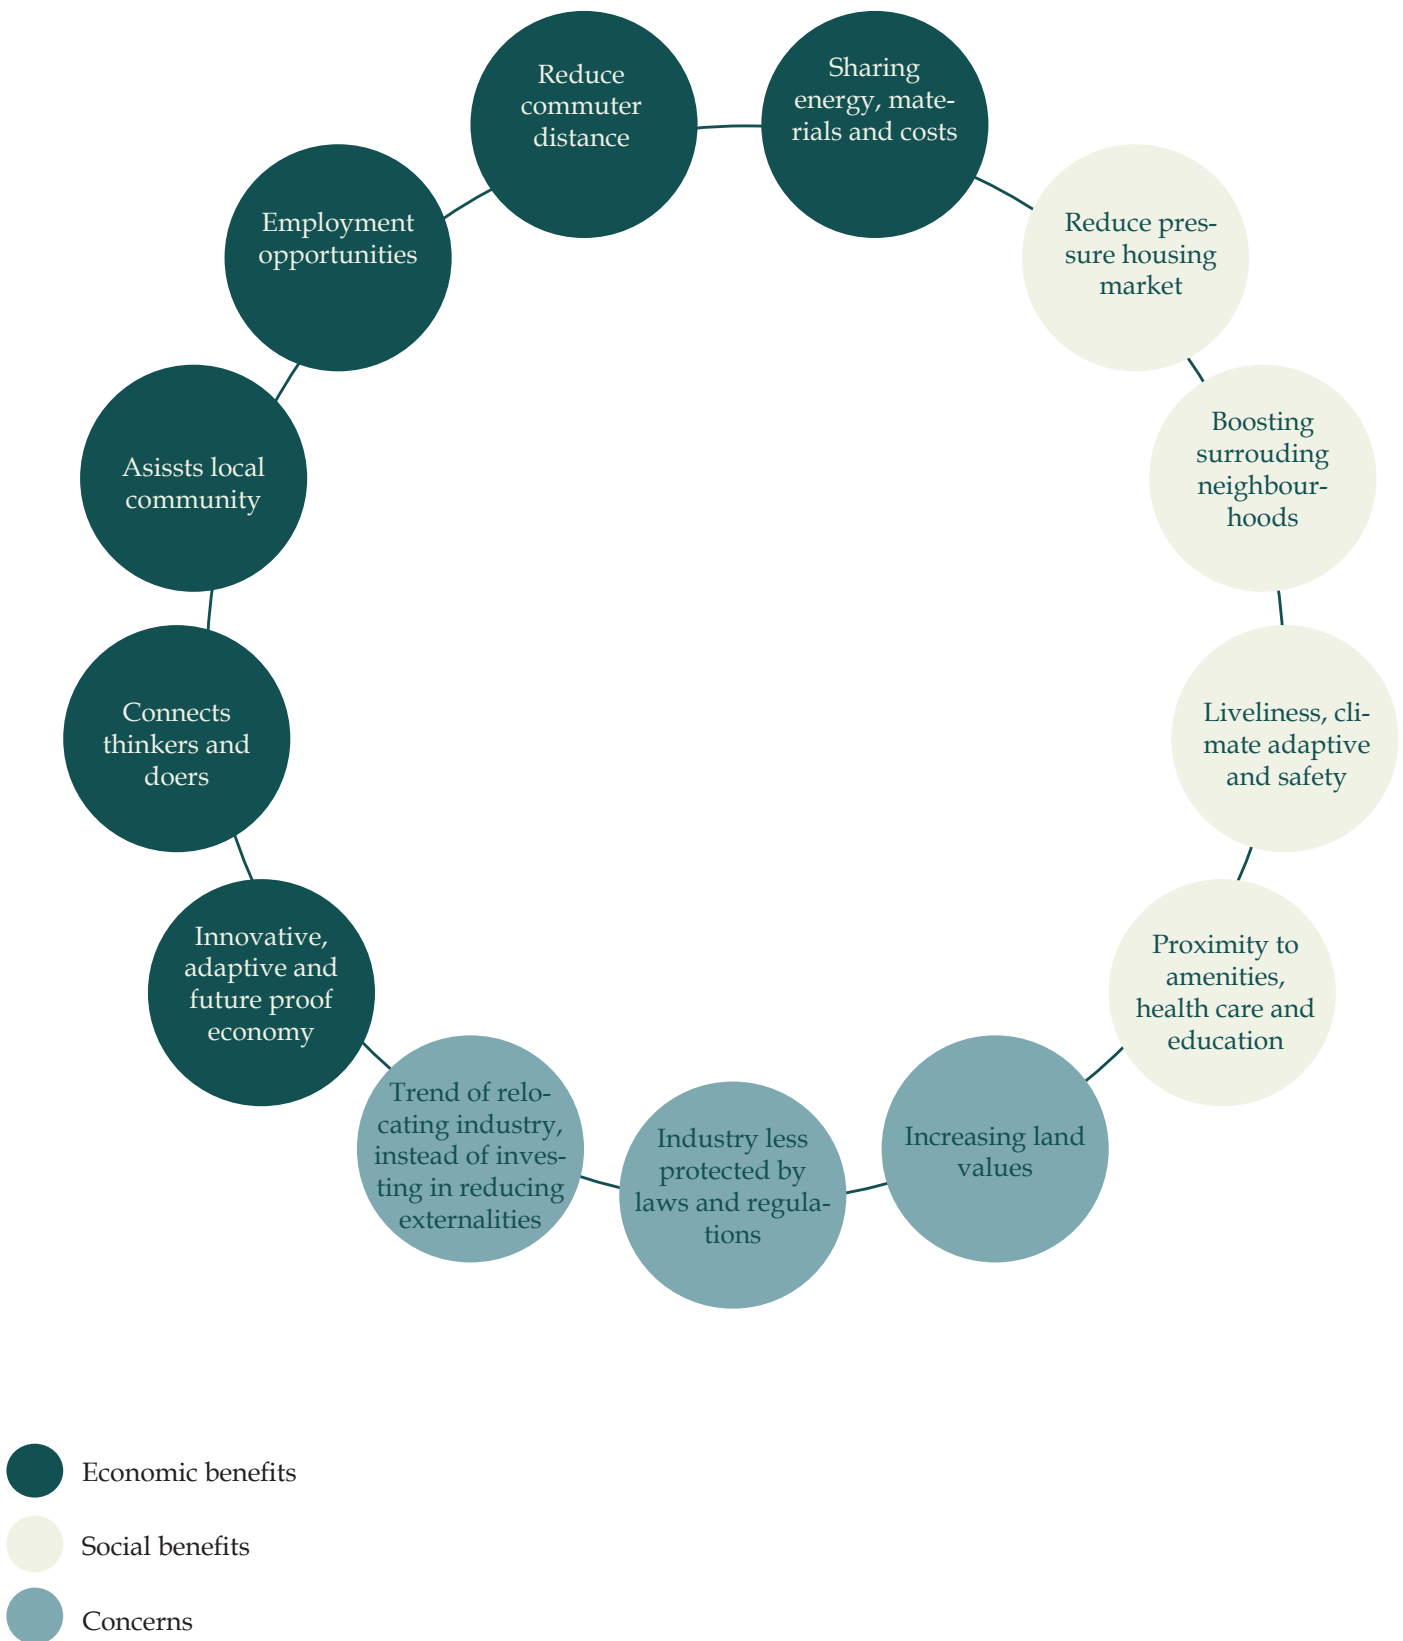 Reduce
commuter
distance
Sharing
energy, mate-
rials and costs
Reduce pres-
sure housing
market
Boosting
surrouding
neighbour-
hoods
Liveliness, cli-
mate adaptive
and safety
Proximity to
amenities,
health care and
education
Increasing land
values
Industry less
protected by
laws and regula-
tions
Trend of relo-
cating industry,
instead of inves-
ting in reducing
externalities
Innovative,
adaptive and
future proof
economy
Connects
thinkers and
doers
Asissts local
community
Employment
opportunities
Economic benefits
Social benefits
Concerns